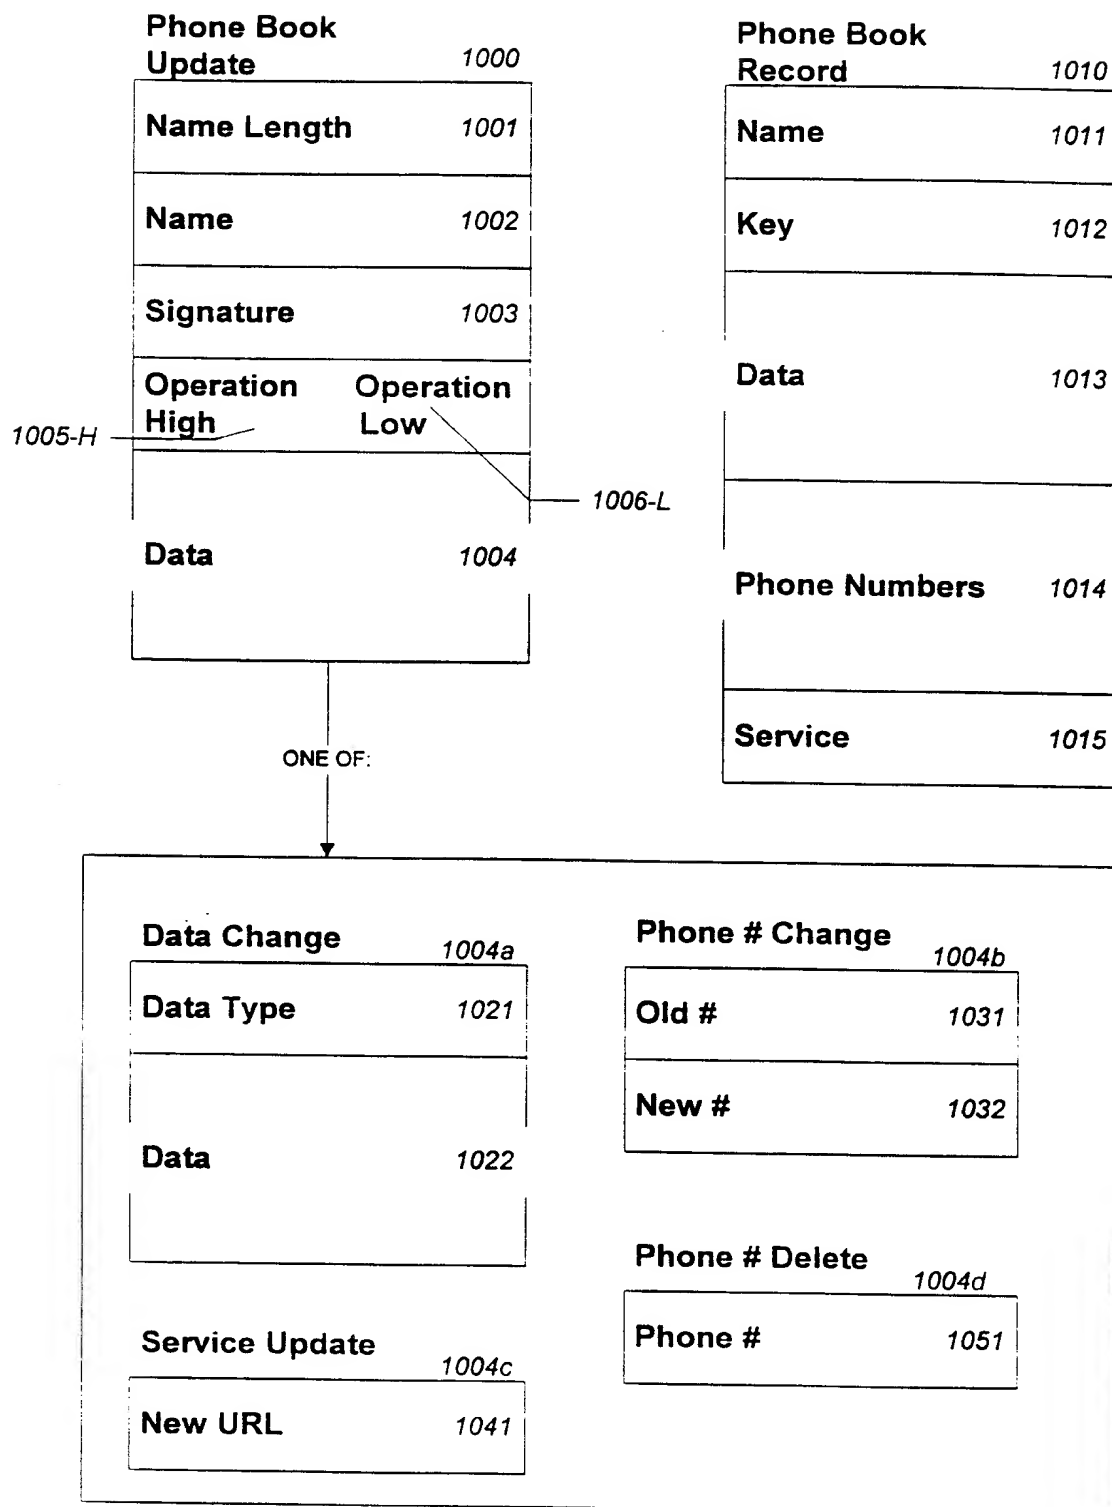 Phone Book
Update 1000
Name Length 1001
Name 1002
Signature 1003
Operation Operation
High Low
1005-H
1006-L
Data 1004
Phone Book
Record 1010
Name 1011
Key 1012
Data 1013
Phone Numbers 1014
Service 1015
ONE OF:
Data Change 1004a
Data Type 1021
Data 1022
Phone # Change 1004b
Old # 1031
New # 1032
Service Update 1004c
New URL 1041
Phone # Delete 1004d
Phone # 1051